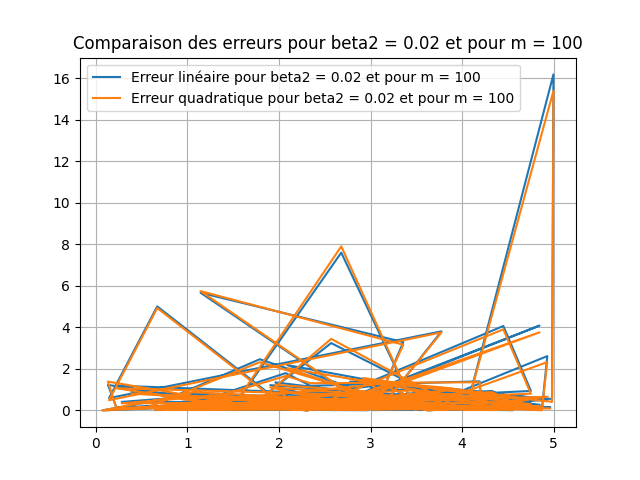 Comparaison des erreurs pour beta2 = 0.02 et pour m = 100
Erreur linéaire pour beta2 = 0.02 et pour m = 100
Erreur quadratique pour beta2 = 0.02 et pour m = 100
16
14
12
10
8
6
4
2
0
0 1 2 3 4 5